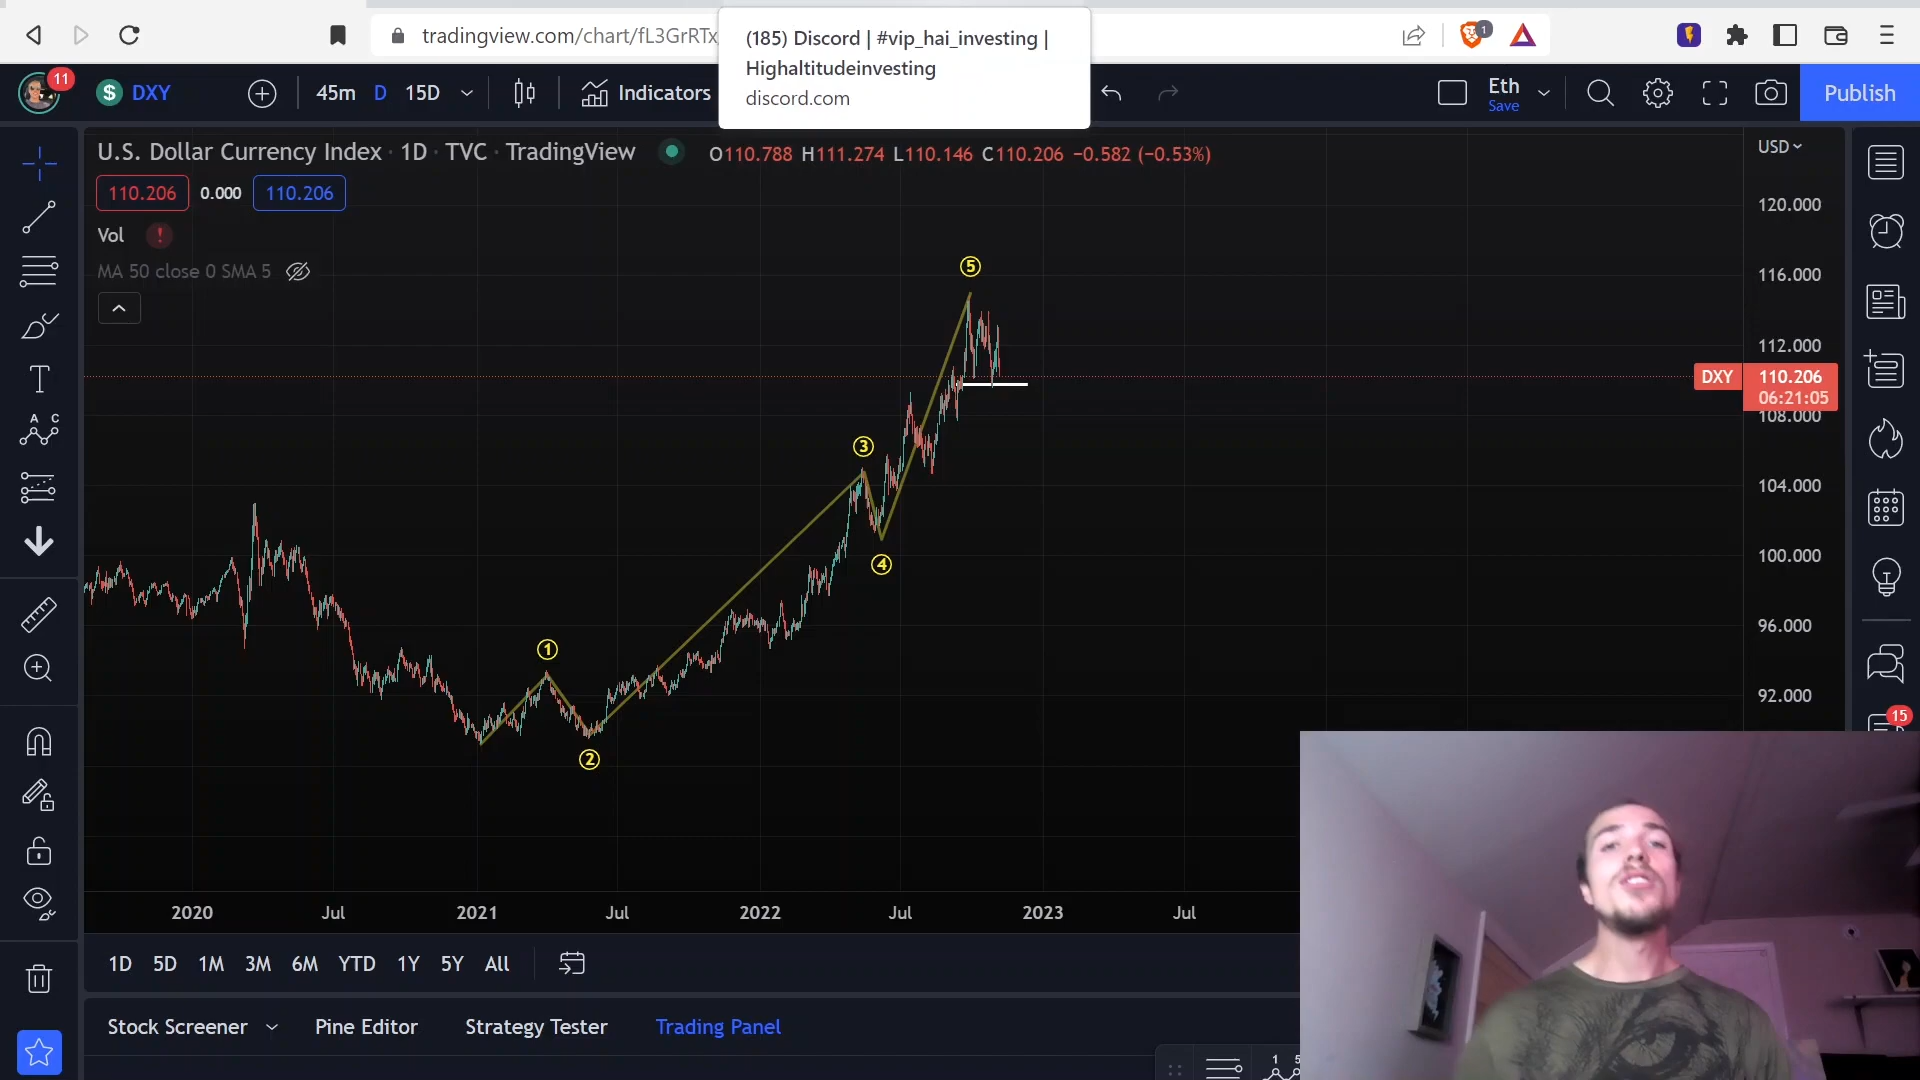 (185) Discord | #vip_hai_investing |
Highaltitudeinvesting
discord.com
tradingview.com/chart/fL3GrRTx
1
11
$ DXY
45m D 15D
Indicators
Eth
Save
Publish
U.S. Dollar Currency Index · 1D · TVC · TradingView
O110.788 H111.274 L110.146 C110.206 −0.582 (−0.53%)
USD
110.206 0.000 110.206
Vol !
MA 50 close 0 SMA 5
120.000
116.000
112.000
DXY 110.206
06:21:05
108.000
104.000
100.000
96.000
92.000
5
3
4
1
2
T
A C
15
2020 Jul 2021 Jul 2022 Jul 2023 Jul
1D 5D 1M 3M 6M YTD 1Y 5Y All
Stock Screener Pine Editor Strategy Tester Trading Panel
1 5